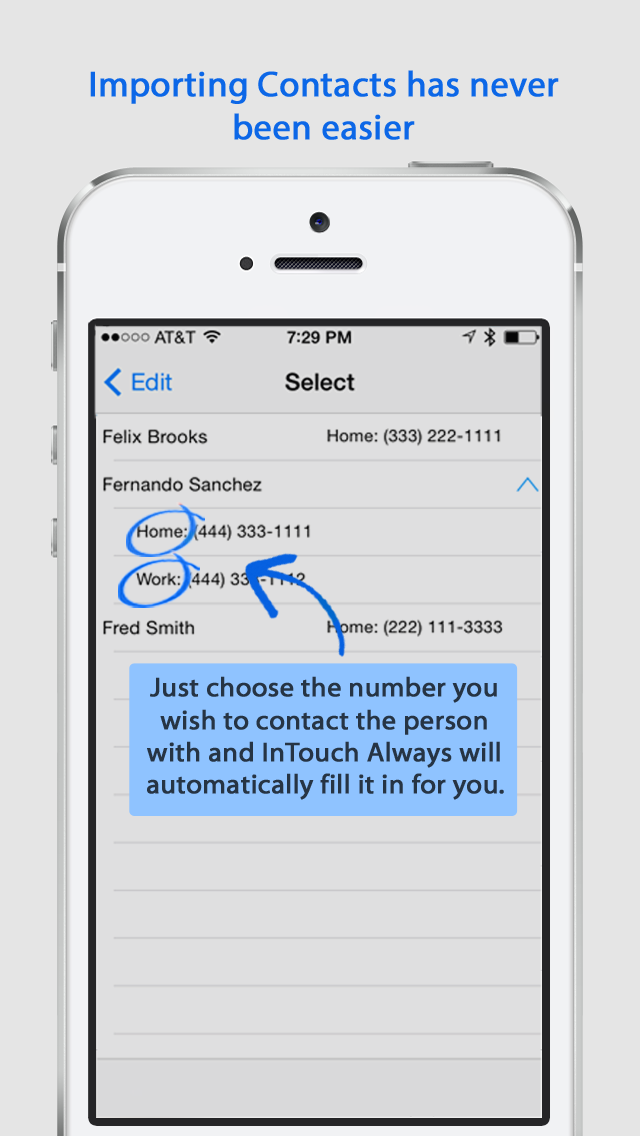 Importing Contacts has never
been easier
AT&T 7:29 PM
Edit Select
Felix Brooks Home: (333) 222-1111
Fernando Sanchez
Home: (444) 333-1111
Work: (444)
Fred Smith Home: (222) 111-3333
Just choose the number you
wish to contact the person
with and InTouch Always will
automatically fill it in for you.